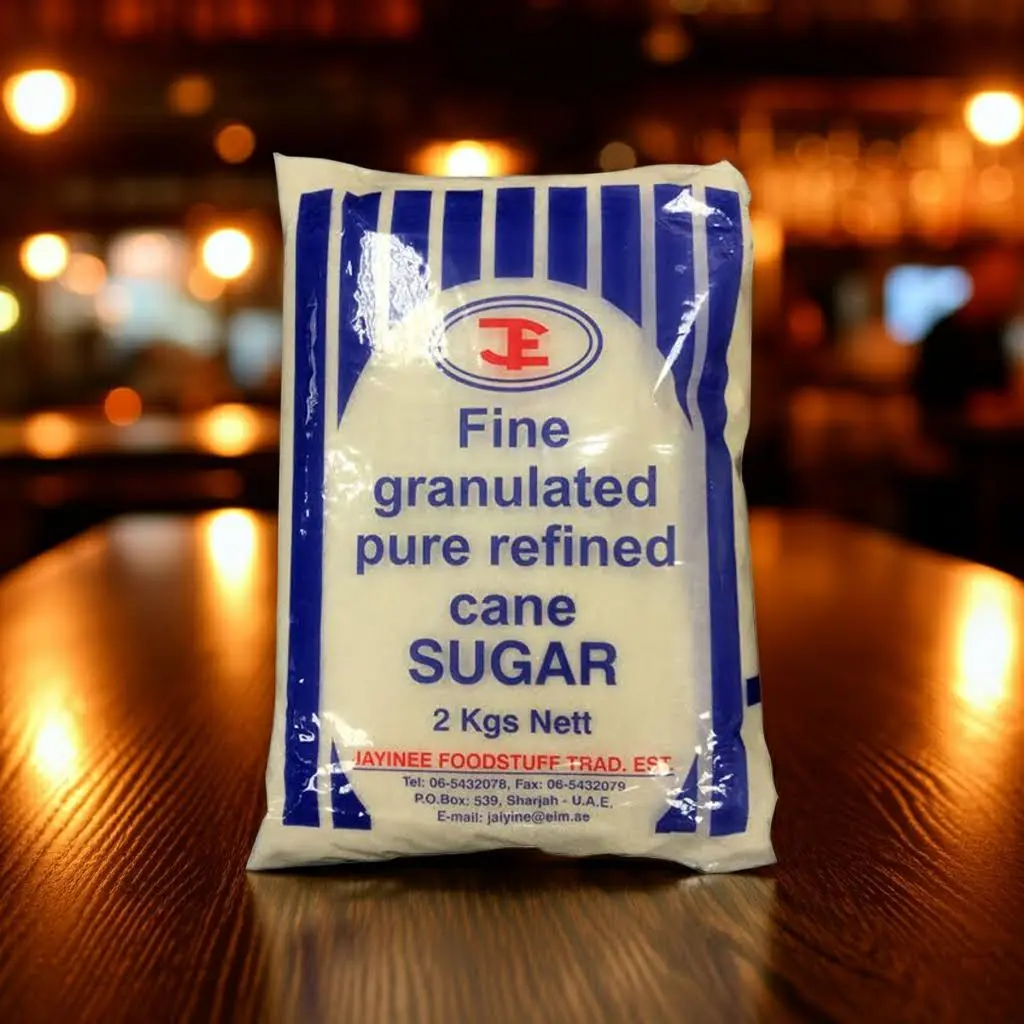 JE
Fine
granulated
pure refined
cane
SUGAR
2 Kgs Nett
JAYINEE FOODSTUFF TRAD. EST.
Tel: 06-5432078, Fax: 06-5432079
P.O.Box: 539, Sharjah - U.A.E.
E-mail: jaiyine@eim.ae